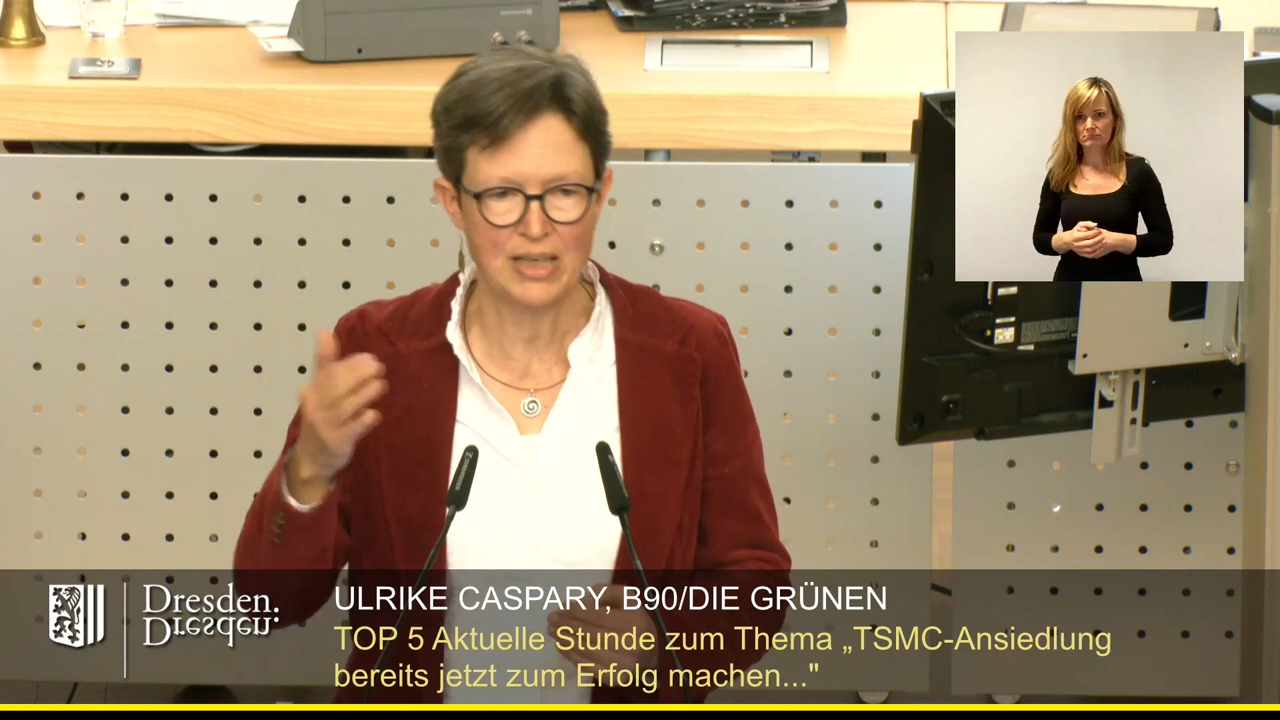 Dresden.
Dresden.
ULRIKE CASPARY, B90/DIE GRÜNEN
TOP 5 Aktuelle Stunde zum Thema „TSMC-Ansiedlung
bereits jetzt zum Erfolg machen..."